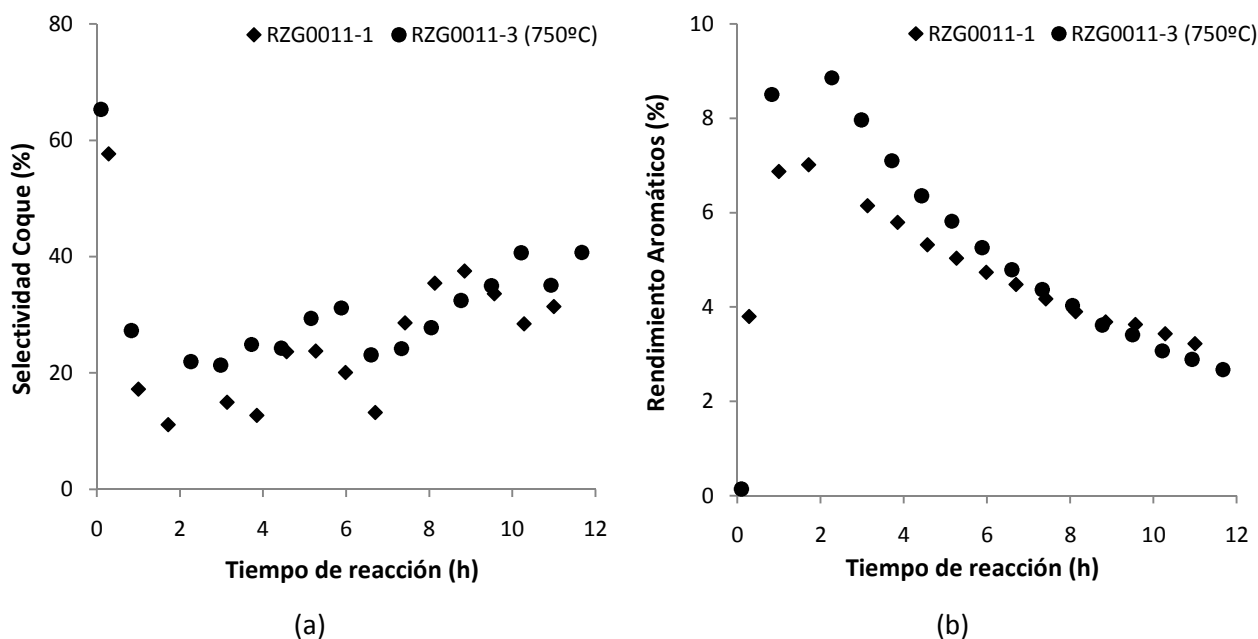 RZG0011-1 RZG0011-3 (750ºC)
80
60
40
20
0
Selectividad Coque (%)
0 2 4 6 8 10 12
Tiempo de reacción (h)
(a)
RZG0011-1 RZG0011-3 (750ºC)
10
8
6
4
2
0
Rendimiento Aromáticos (%)
0 2 4 6 8 10 12
Tiempo de reacción (h)
(b)